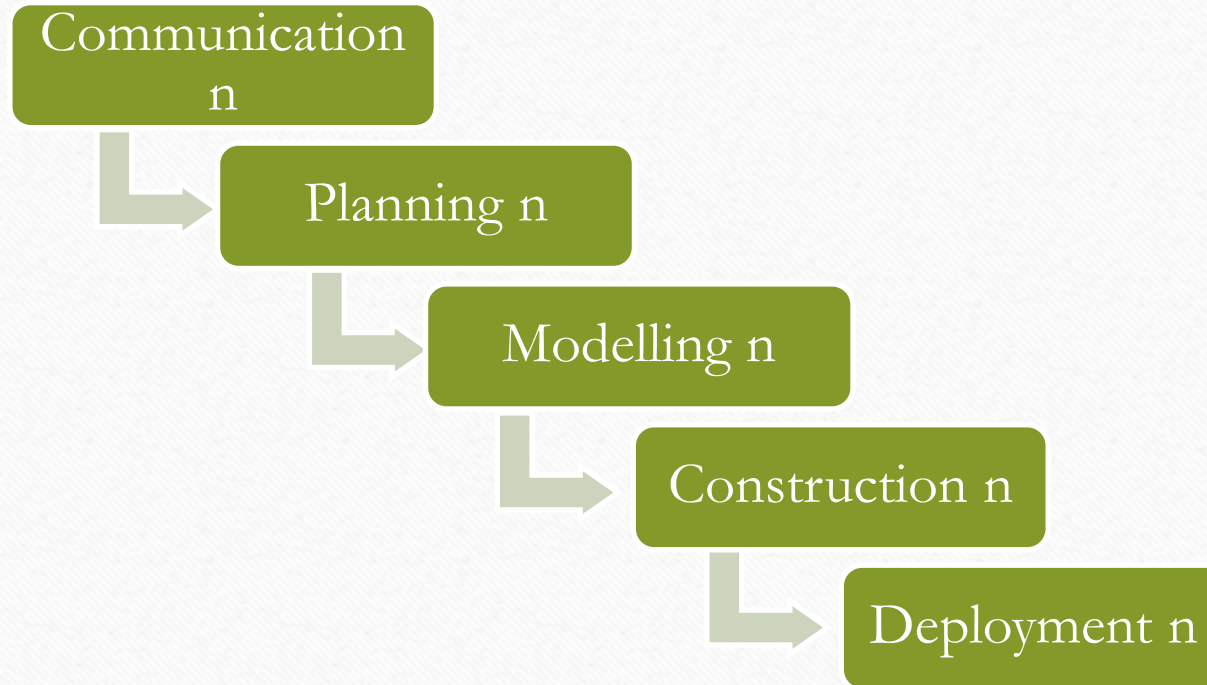 Communication
n
Planning n
Modelling n
Construction n
Deployment n